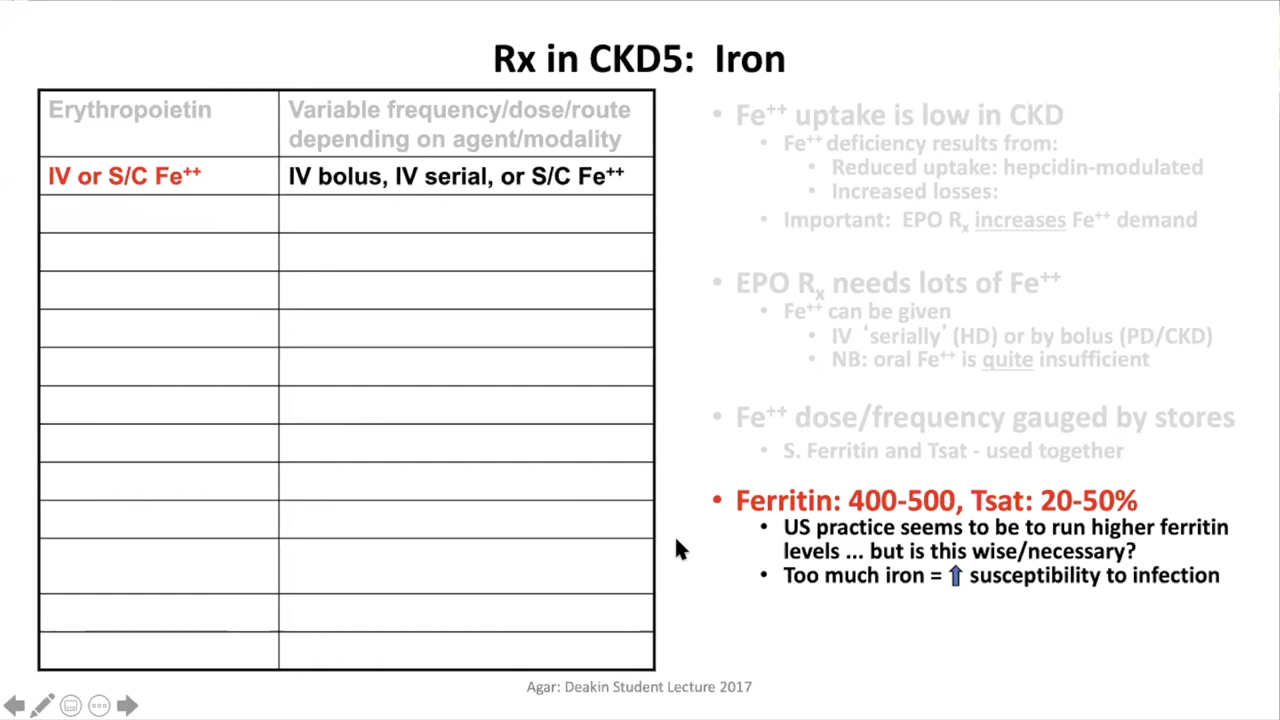 Rx in CKD5: Iron
Erythropoietin
Variable frequency/dose/route
depending on agent/modality
IV or S/C Fe⁺⁺
IV bolus, IV serial, or S/C Fe⁺⁺
• Fe⁺⁺ uptake is low in CKD
• Fe⁺⁺ deficiency results from:
• Reduced uptake: hepcidin-modulated
• Increased losses:
• Important: EPO Rₓ increases Fe⁺⁺ demand
• EPO Rₓ needs lots of Fe⁺⁺
• Fe⁺⁺ can be given
• IV ‘serially’ (HD) or by bolus (PD/CKD)
• NB: oral Fe⁺⁺ is quite insufficient
• Fe⁺⁺ dose/frequency gauged by stores
• S. Ferritin and Tsat - used together
• Ferritin: 400-500, Tsat: 20-50%
• US practice seems to be to run higher ferritin
levels ... but is this wise/necessary?
• Too much iron = ⬆ susceptibility to infection
Agar: Deakin Student Lecture 2017